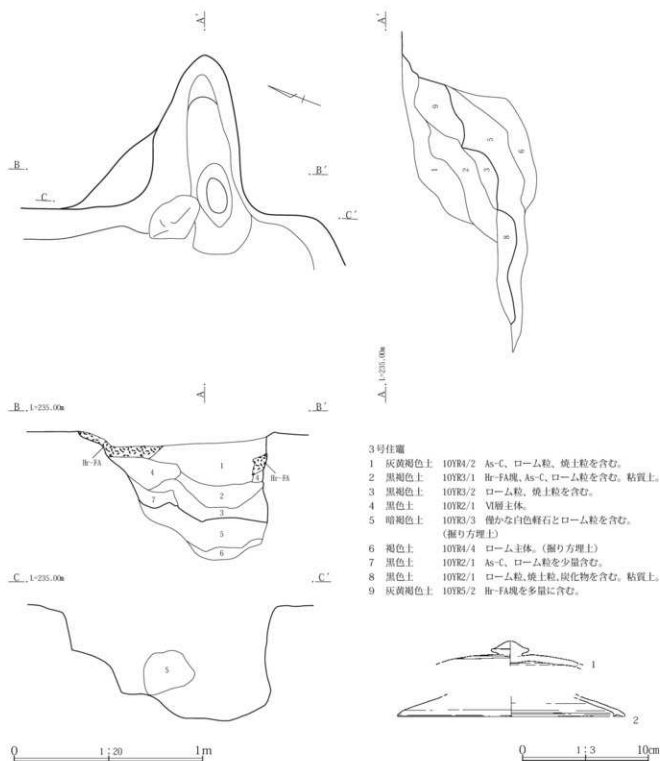 A'
A'
B
B'
C
C'
9
5
6
1
2
3
8
A
A L=235.00m
B L=235.00m
B'
Hr-FA
Hr-FA
4
1
2
7
3
5
6
C L=235.00m
C'
S
3号住竈
1 灰黄褐色土 10YR4/2 As-C、ローム粒、焼土粒を含む。
2 黒褐色土 10YR3/1 Hr-FA塊、As-C、ローム粒を含む。粘質土。
3 黒褐色土 10YR3/2 ローム粒、焼土粒を含む。
4 黒色土 10YR2/1 Ⅵ層主体。
5 暗褐色土 10YR3/3 僅かな白色軽石とローム粒を含む。
(掘り方埋土)
6 褐色土 10YR4/4 ローム主体。(掘り方埋土)
7 黒色土 10YR2/1 As-C、ローム粒を少量含む。
8 黒色土 10YR2/1 ローム粒、焼土粒、炭化物を含む。粘質土。
9 灰黄褐色土 10YR5/2 Hr-FA塊を多量に含む。
1
2
0 1:20 1m
0 1:3 10cm